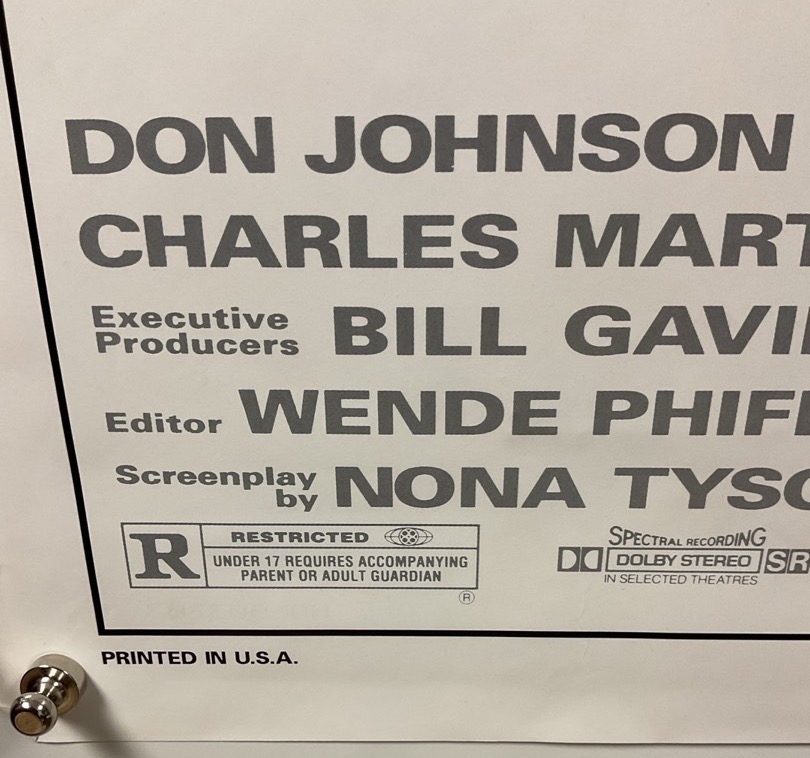 DON JOHNSON
CHARLES MART
Executive
Producers BILL GAVI
Editor WENDE PHIF
Screenplay
by NONA TYSO
R RESTRICTED
UNDER 17 REQUIRES ACCOMPANYING
PARENT OR ADULT GUARDIAN
®
SPECTRAL RECORDING
DOLBY STEREO SR
IN SELECTED THEATRES
PRINTED IN U.S.A.